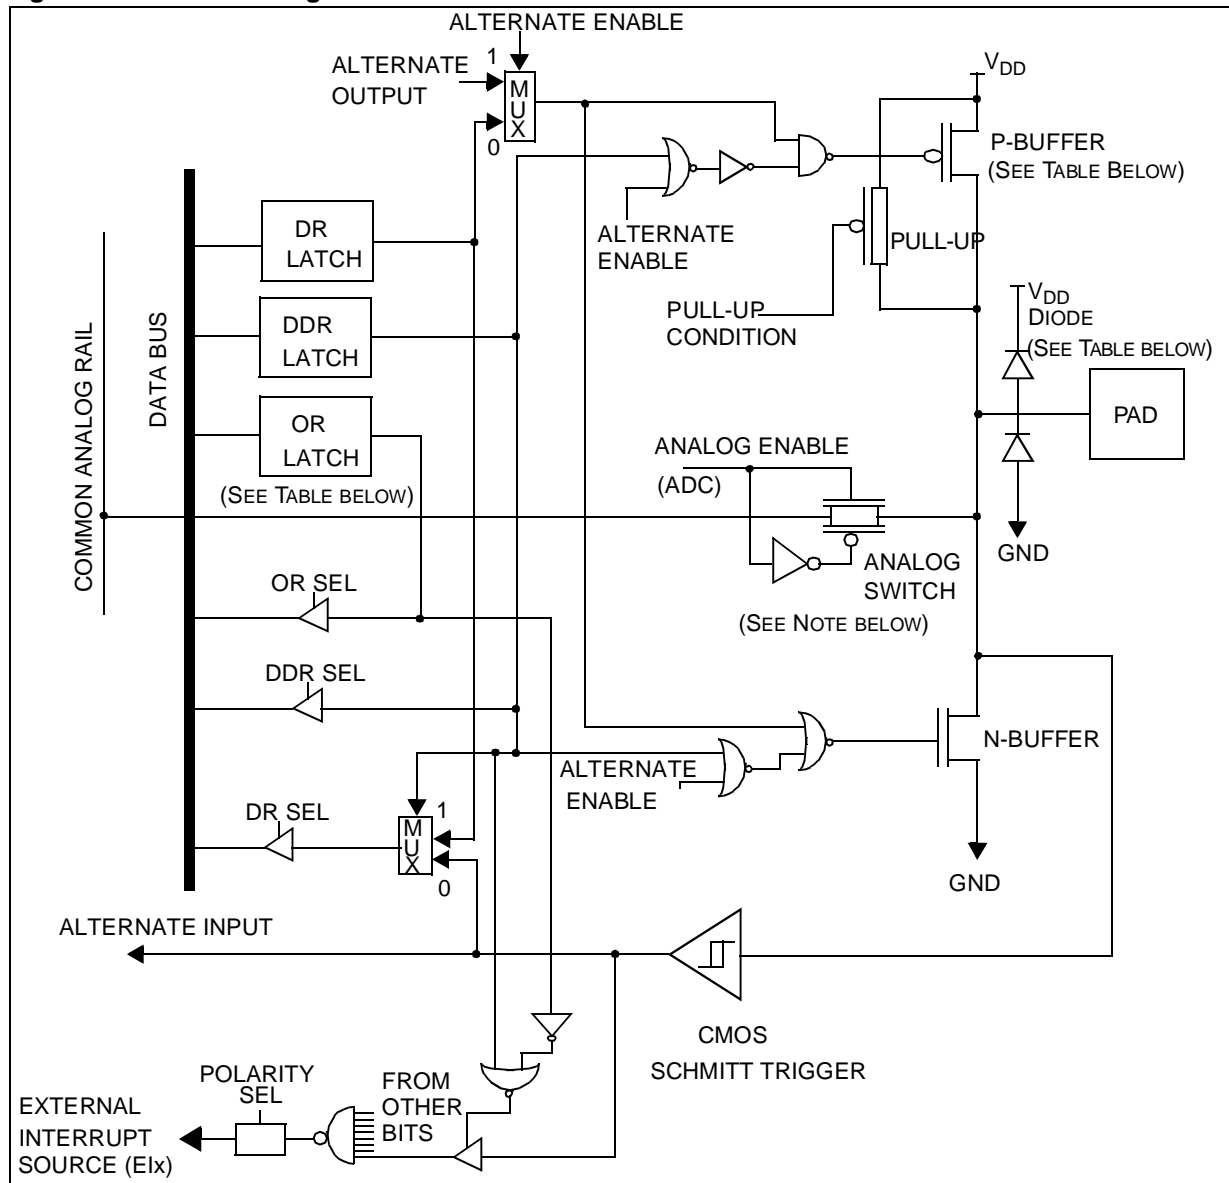 ALTERNATE ENABLE
ALTERNATE
OUTPUT
1
0
MUX
VDD
P-BUFFER
(SEE TABLE BELOW)
ALTERNATE
ENABLE
PULL-UP
PULL-UP
CONDITION
VDD
DIODE
(SEE TABLE BELOW)
PAD
GND
COMMON ANALOG RAIL
DATA BUS
DR
LATCH
DDR
LATCH
OR
LATCH
(SEE TABLE BELOW)
ANALOG ENABLE
(ADC)
ANALOG
SWITCH
(SEE NOTE BELOW)
OR SEL
DDR SEL
DR SEL
MUX
1
0
ALTERNATE
ENABLE
N-BUFFER
GND
ALTERNATE INPUT
CMOS
SCHMITT TRIGGER
POLARITY
SEL
FROM
OTHER
BITS
EXTERNAL
INTERRUPT
SOURCE (EIx)